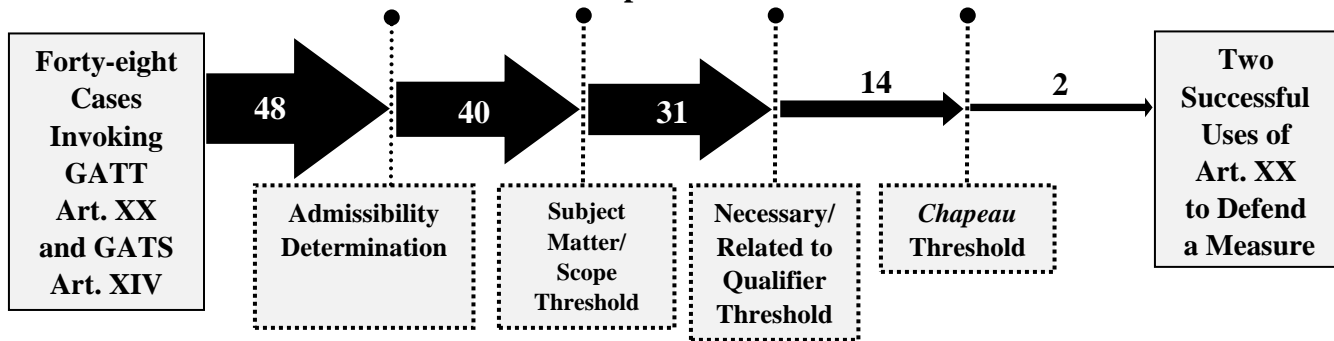 Forty-eight
Cases
Invoking
GATT
Art. XX
and GATS
Art. XIV
48
40
31
14
2
Admissibility
Determination
Subject
Matter/
Scope
Threshold
Necessary/
Related to
Qualifier
Threshold
Chapeau
Threshold
Two
Successful
Uses of
Art. XX
to Defend
a Measure